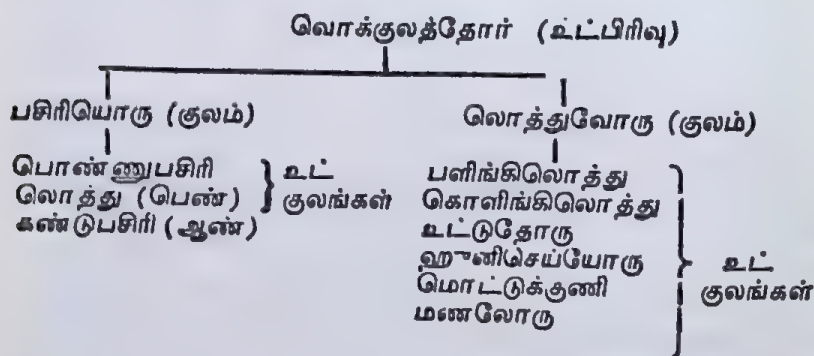 வொக்குலத்தோர் (உட்பிரிவு)
பசிரியொரு (குலம்)
பொண்ணுபசிரி
லொத்து (பெண்)
கண்டுபசிரி (ஆண்)
உட்
குலங்கள்
லொத்துவோரு (குலம்)
பளிங்கிலொத்து
கொளிங்கிலொத்து
உட்டுதோரு
ஹுனிசெய்யோரு
மொட்டுக்குணி
மணலோரு
உட்
குலங்கள்